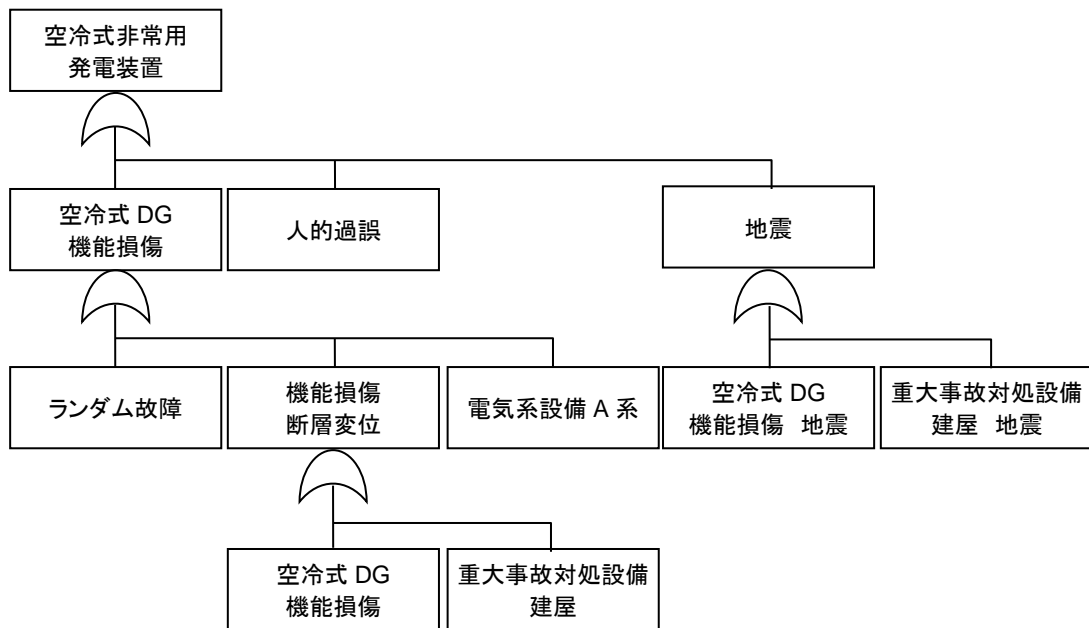 空冷式非常用
発電装置
空冷式 DG
機能損傷
人的過誤
地震
ランダム故障
機能損傷
断層変位
電気系設備 A 系
空冷式 DG
機能損傷 地震
重大事故対処設備
建屋 地震
空冷式 DG
機能損傷
重大事故対処設備
建屋